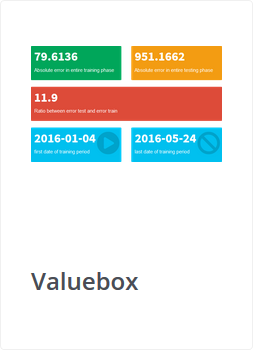 79.6136
Absolute error in entire training phase
951.1662
Absolute error in entire testing phase
11.9
Ratio between error test and error train
2016-01-04
first date of training period
2016-05-24
last date of training period
Valuebox